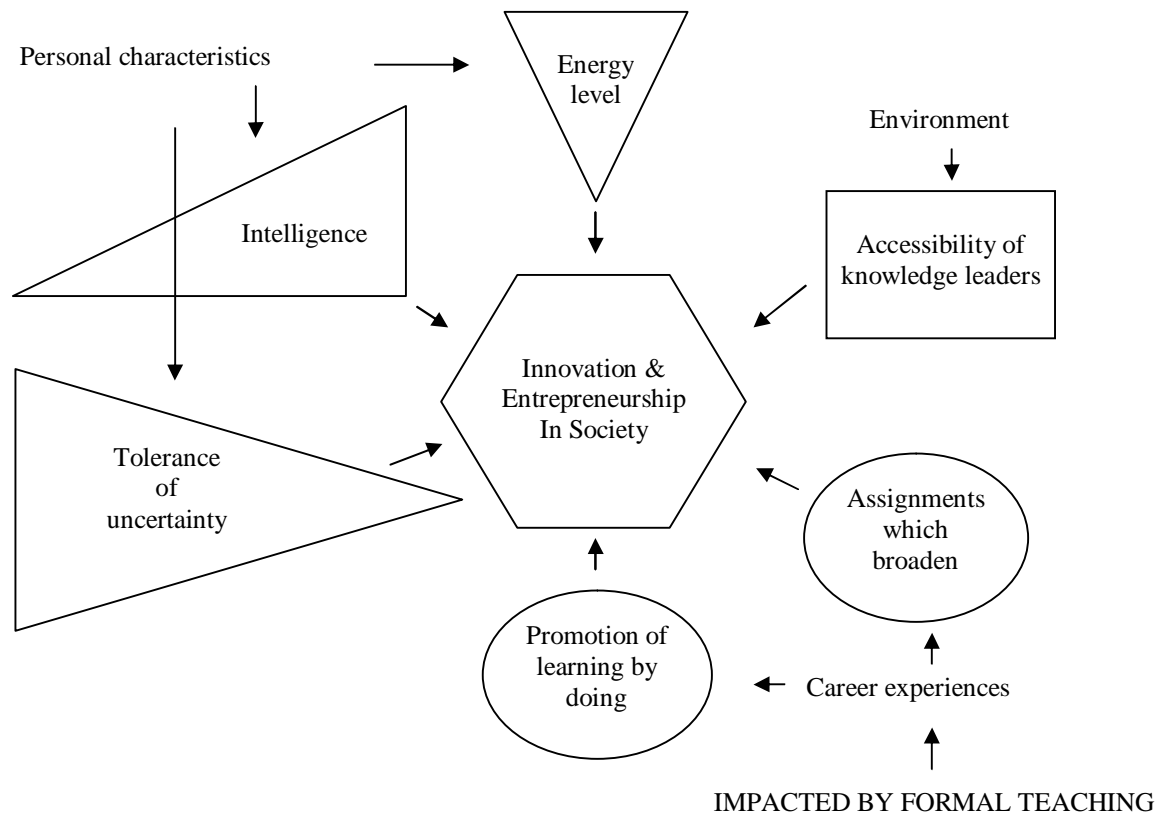 Personal characteristics
Energy
level
Environment
Intelligence
Accessibility of
knowledge leaders
Innovation &
Entrepreneurship
In Society
Tolerance
of
uncertainty
Assignments
which
broaden
Promotion of
learning by
doing
Career experiences
IMPACTED BY FORMAL TEACHING